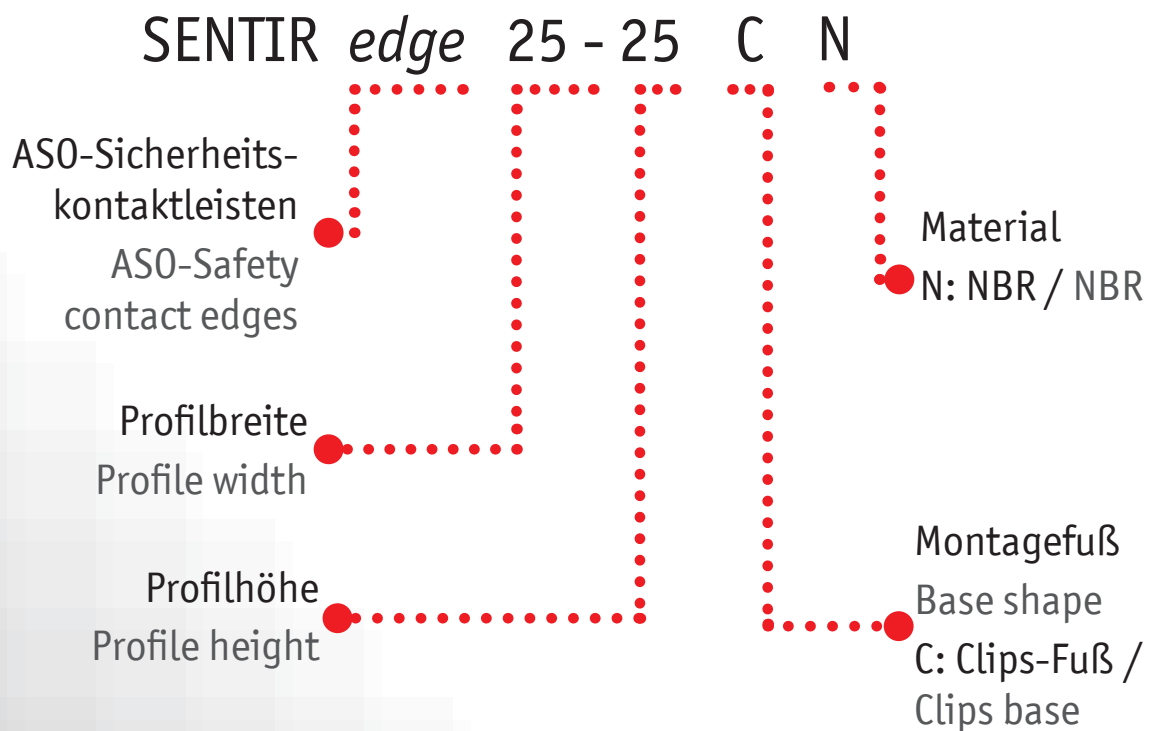 SENTIR edge 25 - 25 C N
ASO-Sicherheits-
kontaktleisten
ASO-Safety
contact edges
Profilbreite
Profile width
Profilhöhe
Profile height
Material
N: NBR / NBR
Montagefuß
Base shape
C: Clips-Fuß /
Clips base